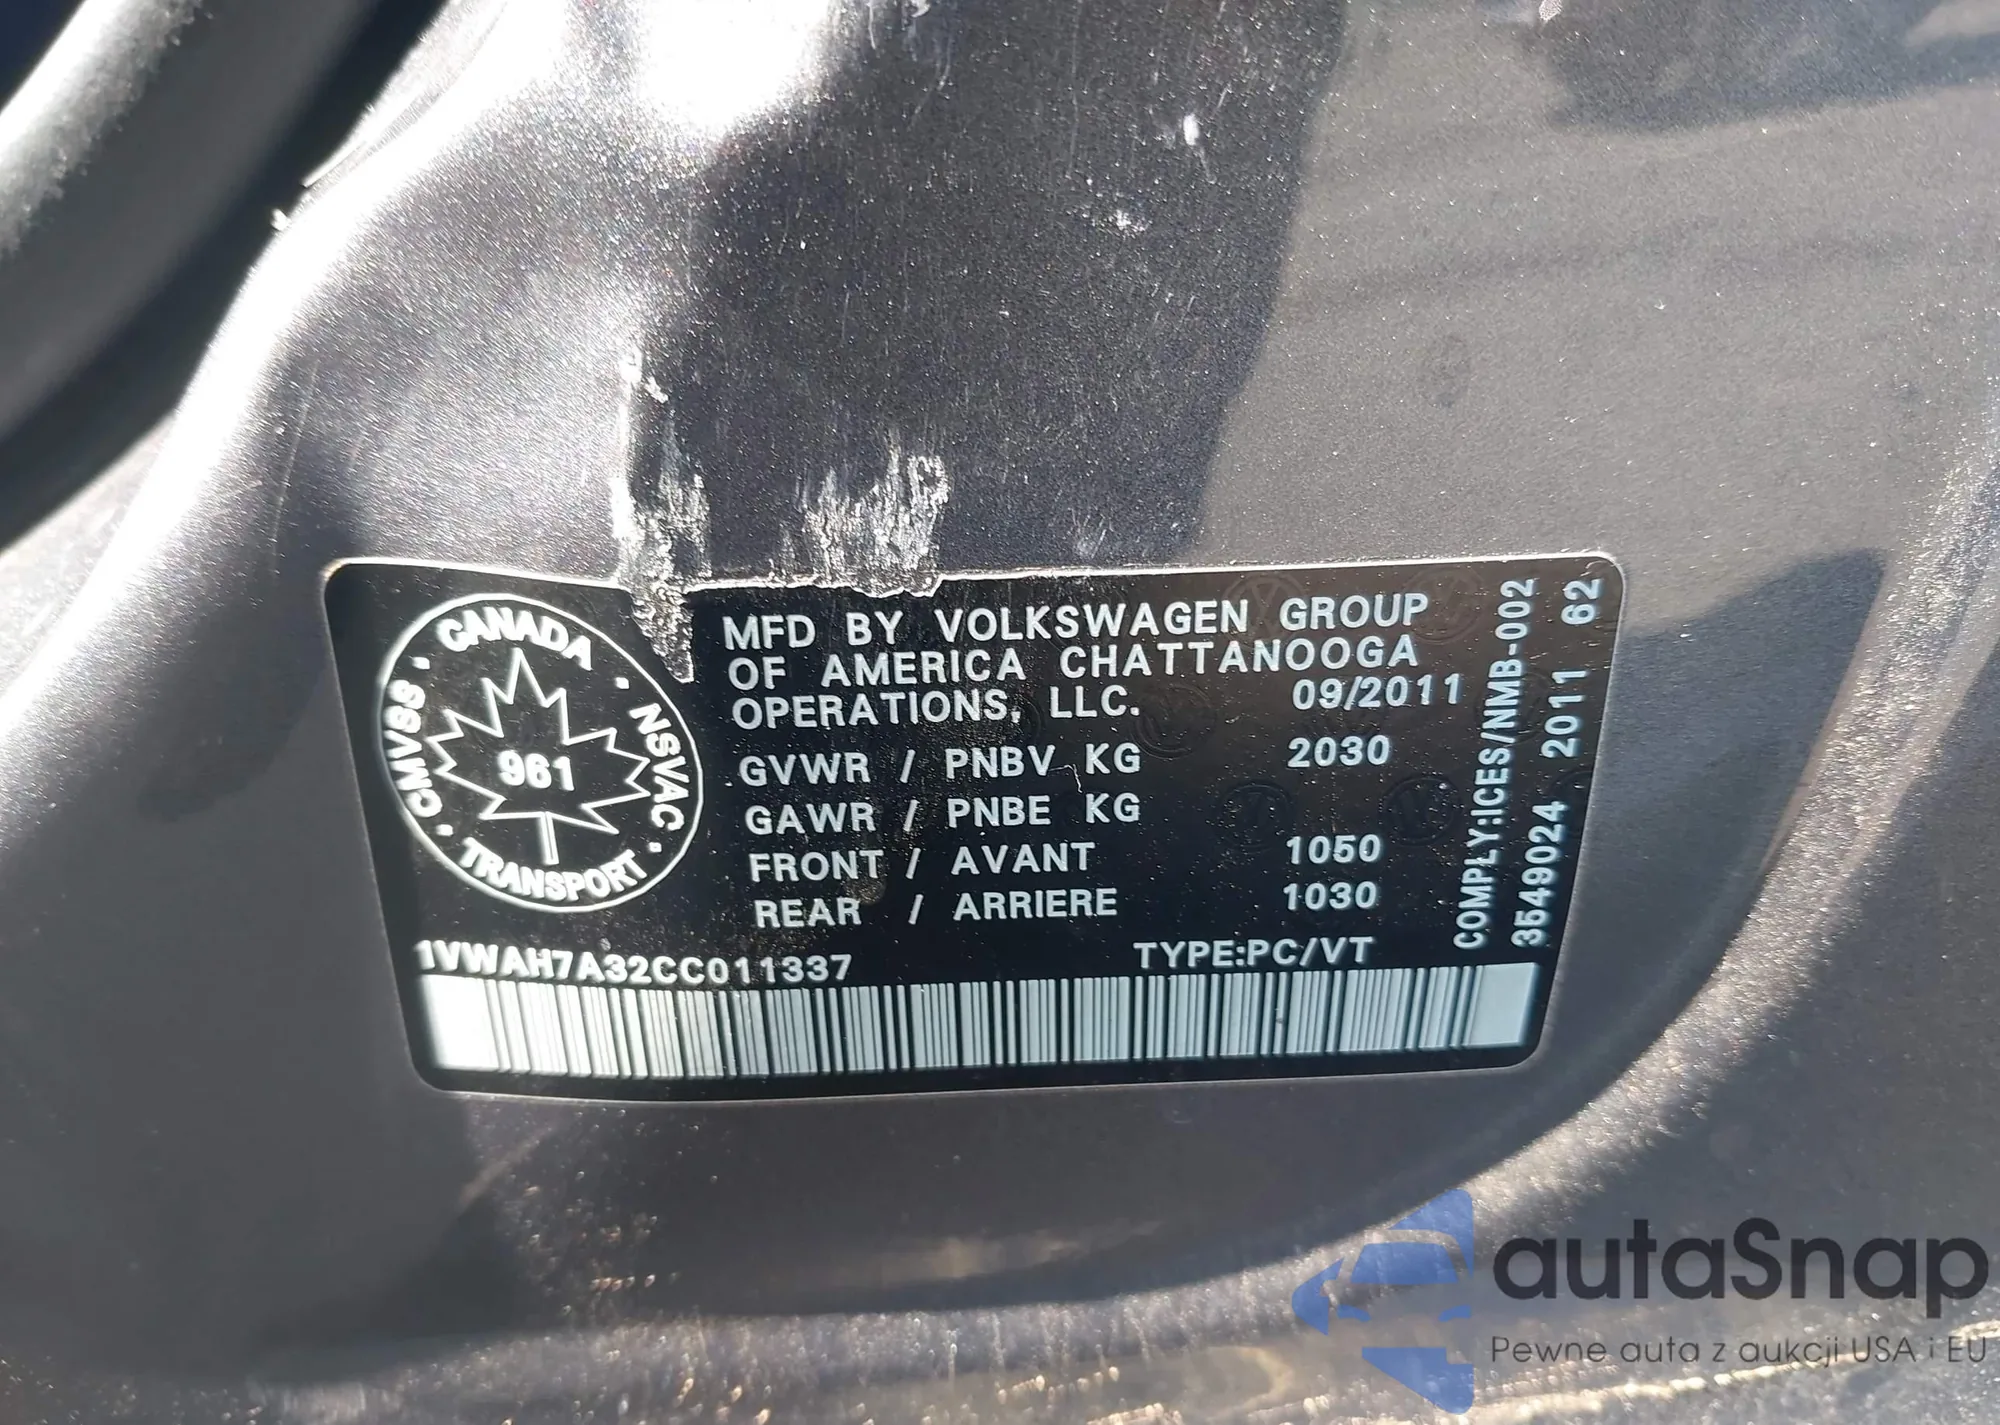 CANADA
CMVSS · NSVAC
961
TRANSPORT
MFD BY VOLKSWAGEN GROUP
OF AMERICA CHATTANOOGA
OPERATIONS, LLC. 09/2011
GVWR / PNBV KG 2030
GAWR / PNBE KG
FRONT / AVANT 1050
REAR / ARRIERE 1030
1VWAH7A32CC011337 TYPE:PC/VT
COMPLY:ICES/NMB-002
3549024 2011 62
autaSnap
Pewne auta z aukcji USA i EU